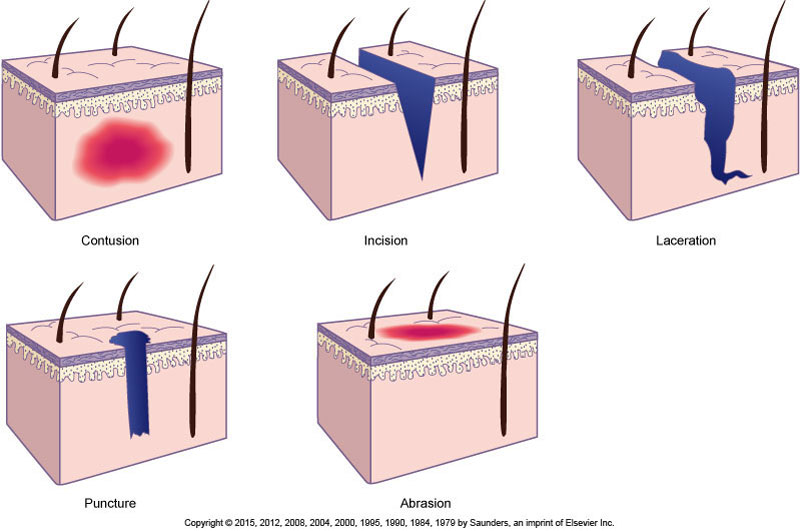 Contusion
Incision
Laceration
Puncture
Abrasion
Copyright © 2015, 2012, 2008, 2004, 2000, 1995, 1990, 1984, 1979 by Saunders, an imprint of Elsevier Inc.